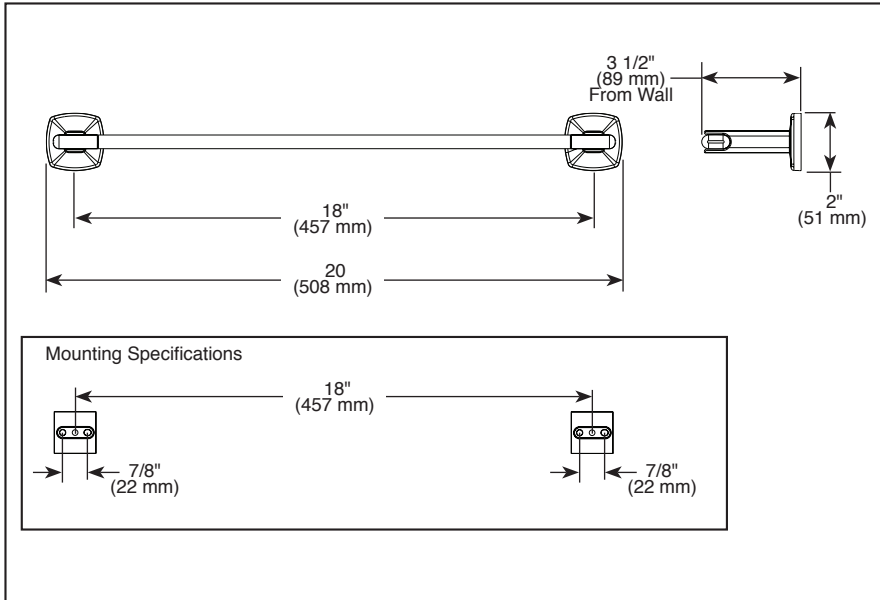 3 1/2"
(89 mm)
From Wall
2"
(51 mm)
18"
(457 mm)
20
(508 mm)
Mounting Specifications
18"
(457 mm)
7/8"
(22 mm)
7/8"
(22 mm)